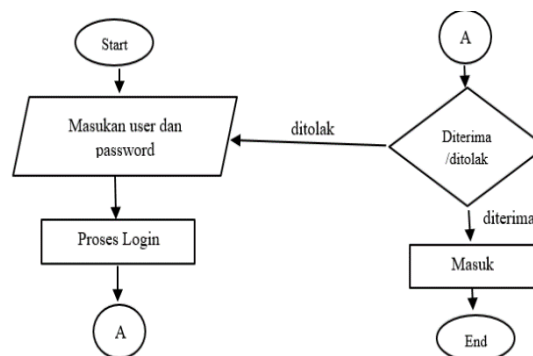 Start
Masukan user dan
password
Proses Login
A
A
Diterima
/ditolak
ditolak
diterima
Masuk
End